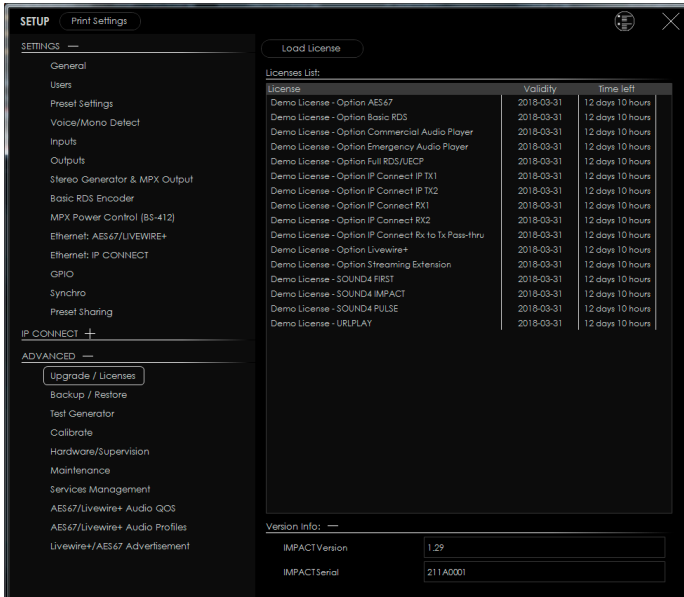 SETUP Print Settings
SETTINGS
General
Users
Preset Settings
Voice/Mono Detect
Inputs
Outputs
Stereo Generator & MPX Output
Basic RDS Encoder
MPX Power Control (BS-412)
Ethernet: AES67/LIVEWIRE+
Ethernet: IP CONNECT
GPIO
Synchro
Preset Sharing
IP CONNECT
ADVANCED
Upgrade / Licenses
Backup / Restore
Test Generator
Calibrate
Hardware/Supervision
Maintenance
Services Management
AES67/Livewire+ Audio QOS
AES67/Livewire+ Audio Profiles
Livewire+/AES67 Advertisement
Load License
Licenses List:
License Validity Time left
Demo License - Option AES67 2018-03-31 12 days 10 hours
Demo License - Option Basic RDS 2018-03-31 12 days 10 hours
Demo License - Option Commercial Audio Player 2018-03-31 12 days 10 hours
Demo License - Option Emergency Audio Player 2018-03-31 12 days 10 hours
Demo License - Option Full RDS/UECP 2018-03-31 12 days 10 hours
Demo License - Option IP Connect IP TX1 2018-03-31 12 days 10 hours
Demo License - Option IP Connect IP TX2 2018-03-31 12 days 10 hours
Demo License - Option IP Connect RX1 2018-03-31 12 days 10 hours
Demo License - Option IP Connect RX2 2018-03-31 12 days 10 hours
Demo License - Option IP Connect Rx to Tx Pass-thru 2018-03-31 12 days 10 hours
Demo License - Option Livewire+ 2018-03-31 12 days 10 hours
Demo License - Option Streaming Extension 2018-03-31 12 days 10 hours
Demo License - SOUND4 FIRST 2018-03-31 12 days 10 hours
Demo License - SOUND4 IMPACT 2018-03-31 12 days 10 hours
Demo License - SOUND4 PULSE 2018-03-31 12 days 10 hours
Demo License - URLPLAY 2018-03-31 12 days 10 hours
Version Info:
IMPACT Version 1.29
IMPACT Serial 211A0001